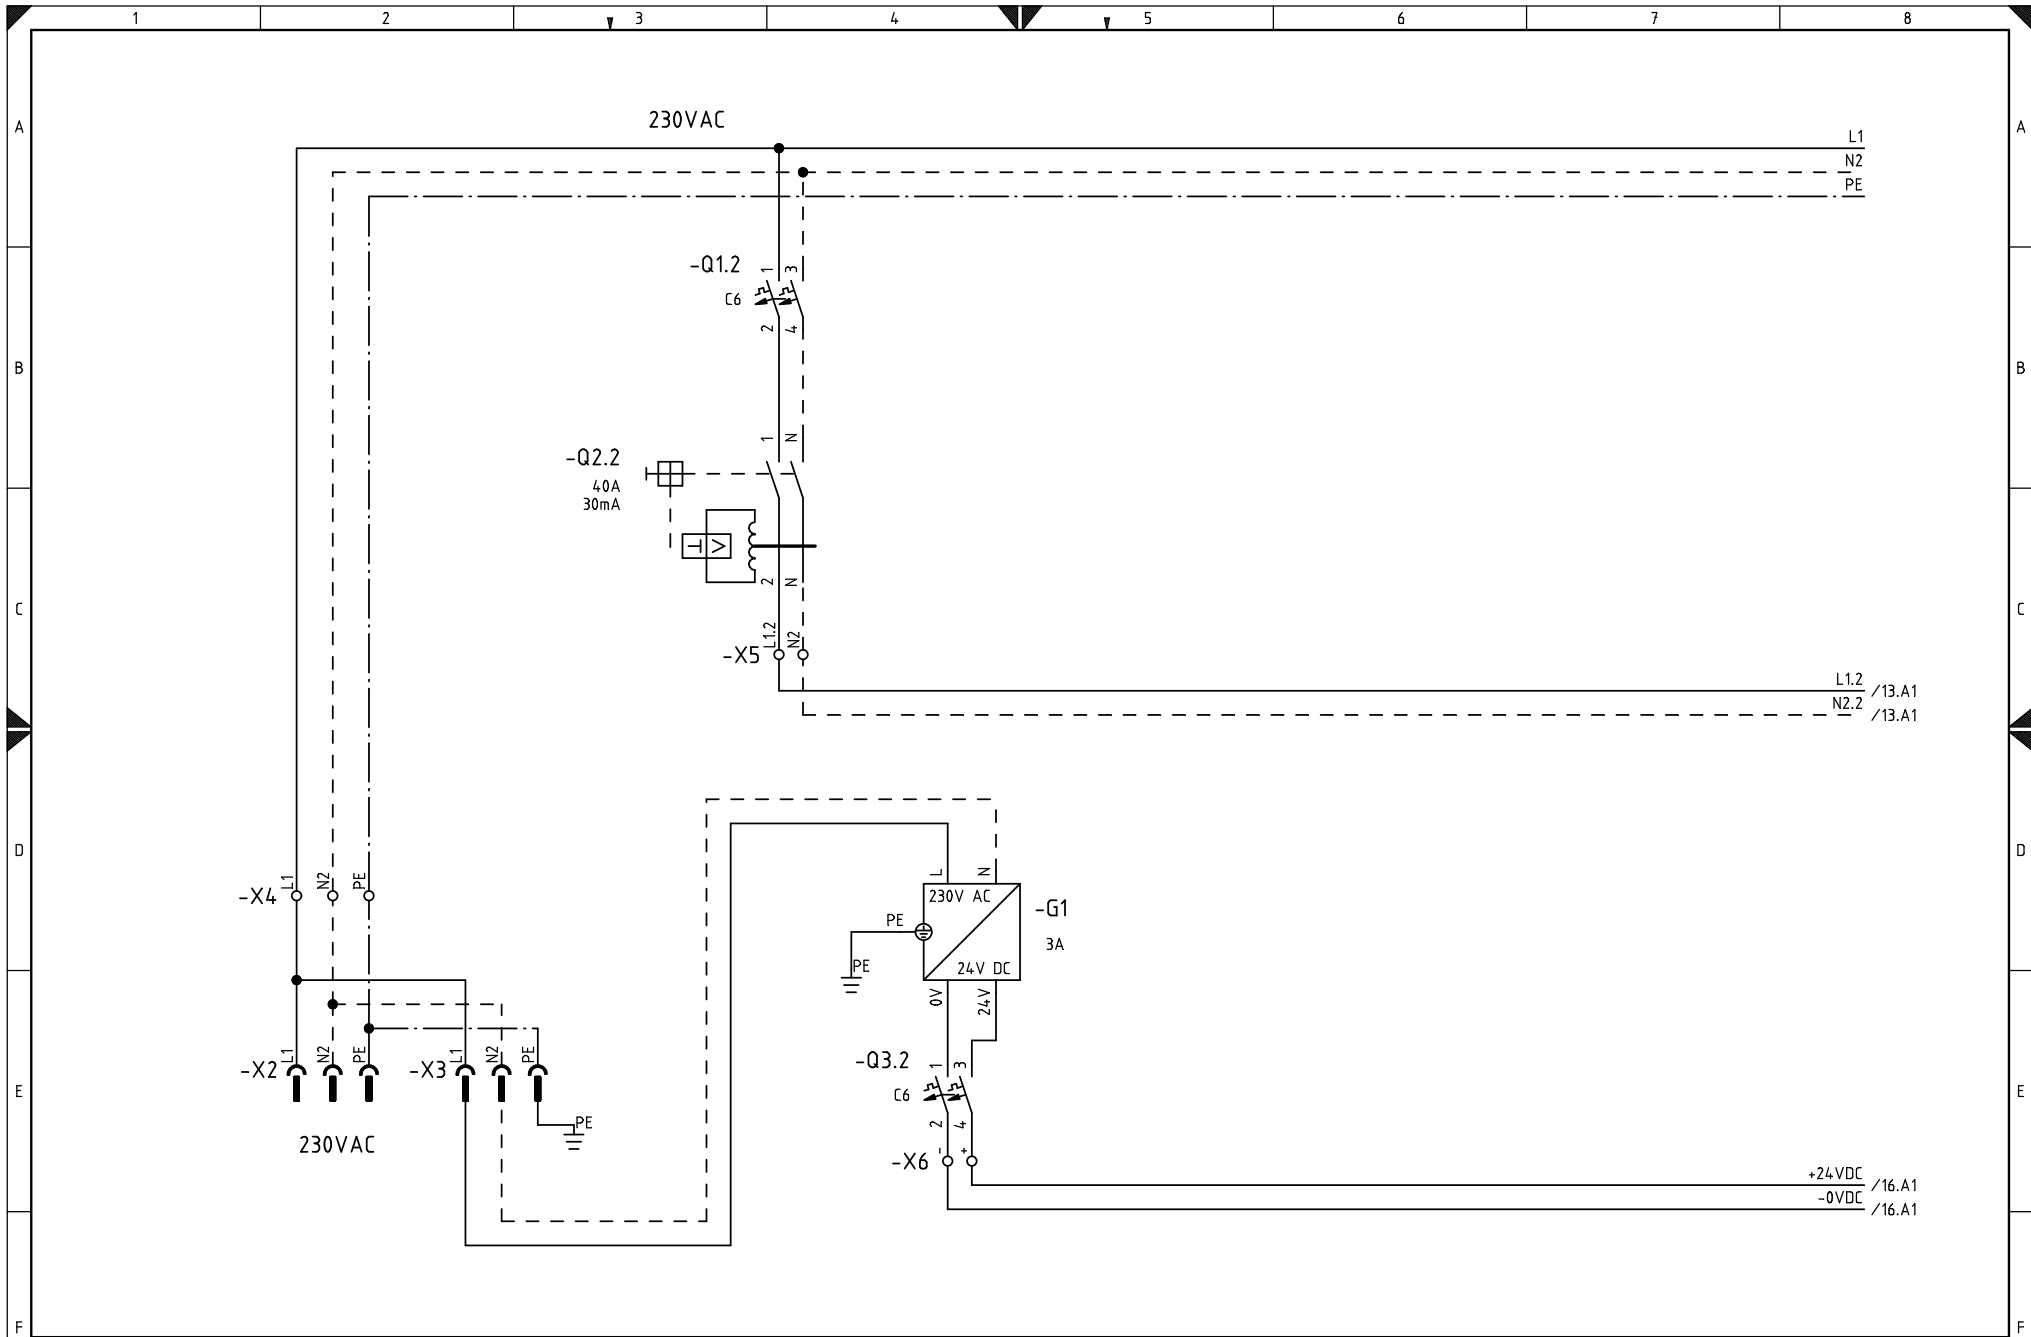 1 2 3 4 5 6 7 8
A A
230VAC
L1
N2
PE
-Q1.2 1 3
C6
2 4
B B
1 N
-Q2.2
40A
30mA
2 N
C C
L1.2 N2
-X5
L1.2 /13.A1
N2.2 /13.A1
D D
L N
L1 N2 PE
-X4
230V AC
-G1
PE
3A
PE
24V DC
0V 24V
L1 N2 PE L1 N2 PE
-X2 -X3
-Q3.2 1 3
C6
E E
2 4
PE
230VAC
- +
-X6
+24VDC /16.A1
-0VDC /16.A1
F F